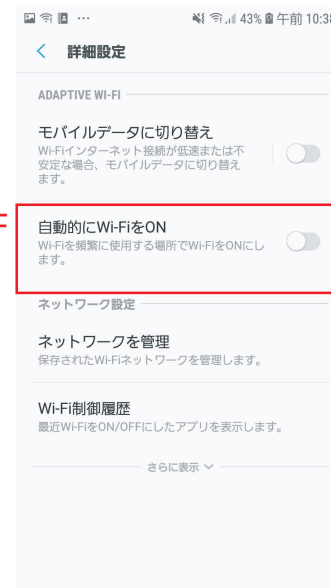 43% 午前 10:38
詳細設定
ADAPTIVE WI-FI
モバイルデータに切り替え
Wi-Fiインターネット接続が低速または不
安定な場合、モバイルデータに切り替え
ます。
自動的にWi-FiをON
Wi-Fiを頻繁に使用する場所でWi-FiをONにし
ます。
ネットワーク設定
ネットワークを管理
保存されたWi-Fiネットワークを管理します。
Wi-Fi制御履歴
最近Wi-FiをON/OFFにしたアプリを表示します。
さらに表示